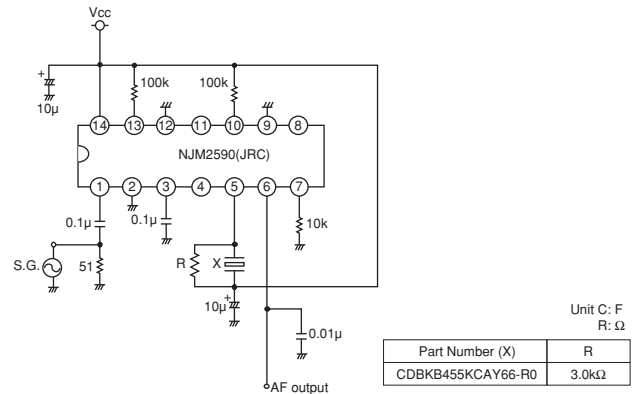 Vcc
+
10μ
100k
100k
14
13
12
11
10
9
8
NJM2590(JRC)
1
2
3
4
5
6
7
0.1μ
0.1μ
10k
S.G.
51
R
X
10μ
+
0.01μ
AF output
Unit C: F
R: Ω
Part Number (X) R
CDBKB455KCAY66-R0 3.0kΩ